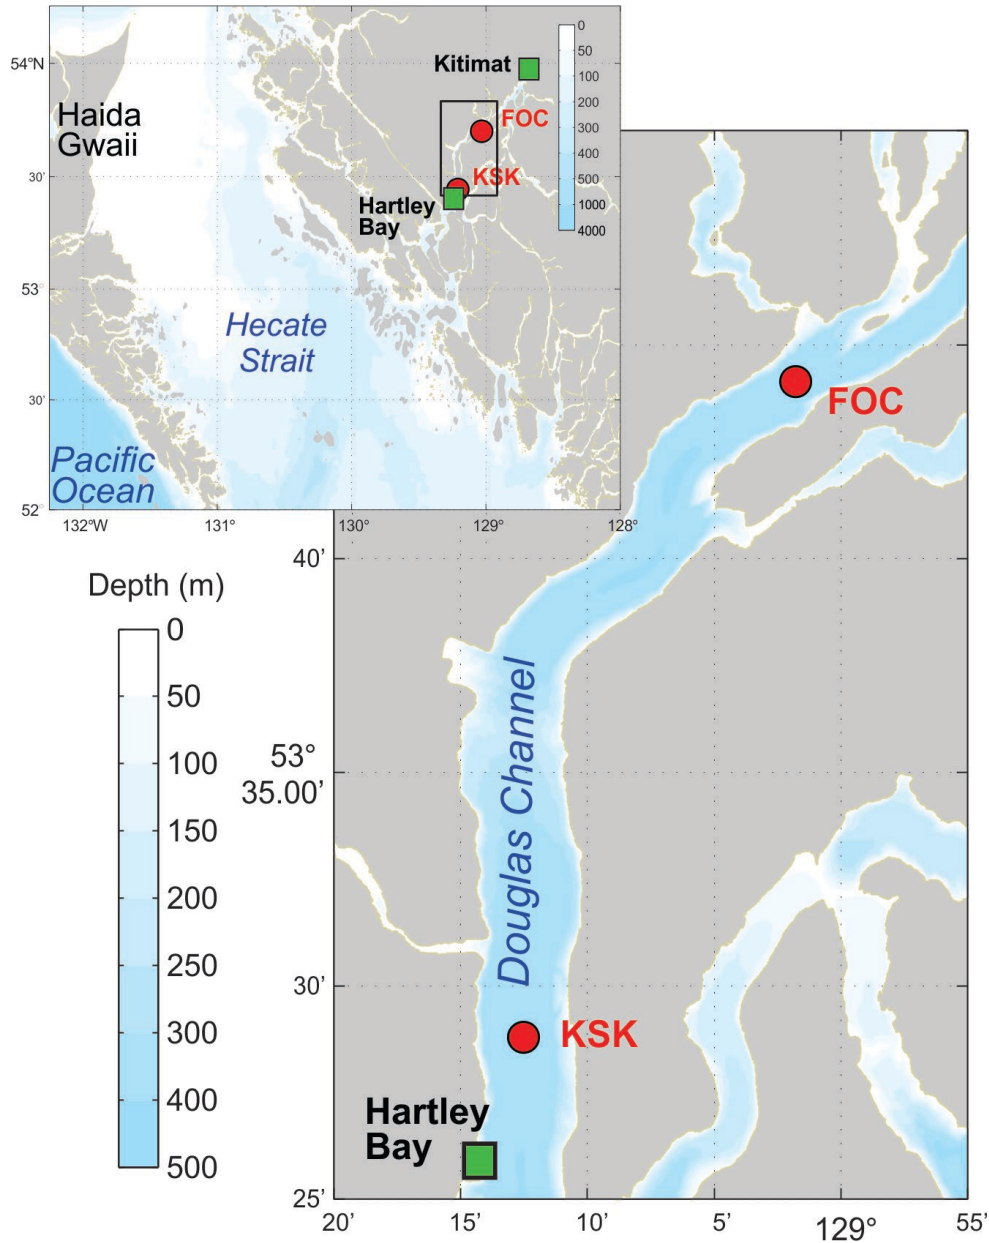 Kitimat
54°N
Haida
Gwaii
FOC
30'
KSK
Hartley
Bay
0
50
100
200
300
400
500
1000
4000
53°
Hecate
Strait
30'
Pacific
Ocean
52°
132°W
131°
130°
129°
128°
FOC
40'
Depth (m)
0
50
100
150
200
250
300
400
500
53°
35.00'
Douglas Channel
30'
KSK
Hartley
Bay
25'
20'
15'
10'
5'
129°
55'